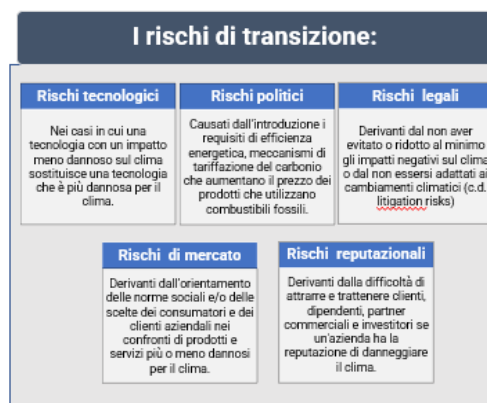 I rischi di transizione:
Rischi tecnologici
Nei casi in cui una
tecnologia con un impatto
meno dannoso sul clima
sostituisce una tecnologia
che è più dannosa per il
clima.
Rischi politici
Causati dall'introduzione i
requisiti di efficienza
energetica, meccanismi di
tariffazione del carbonio
che aumentano il prezzo dei
prodotti che utilizzano
combustibili fossili.
Rischi legali
Derivanti dal non aver
evitato o ridotto al minimo
gli impatti negativi sul clima
o dal non essersi adattati ai
cambiamenti climatici (c.d.
litigation risks)
Rischi di mercato
Derivanti dall'orientamento
delle norme sociali e/o delle
scelte dei consumatori e dei
clienti aziendali nei
confronti di prodotti e
servizi più o meno dannosi
per il clima.
Rischi reputazionali
Derivanti dalla difficoltà di
attrarre e trattenere clienti,
dipendenti, partner
commerciali e investitori se
un'azienda ha la
reputazione di danneggiare
il clima.